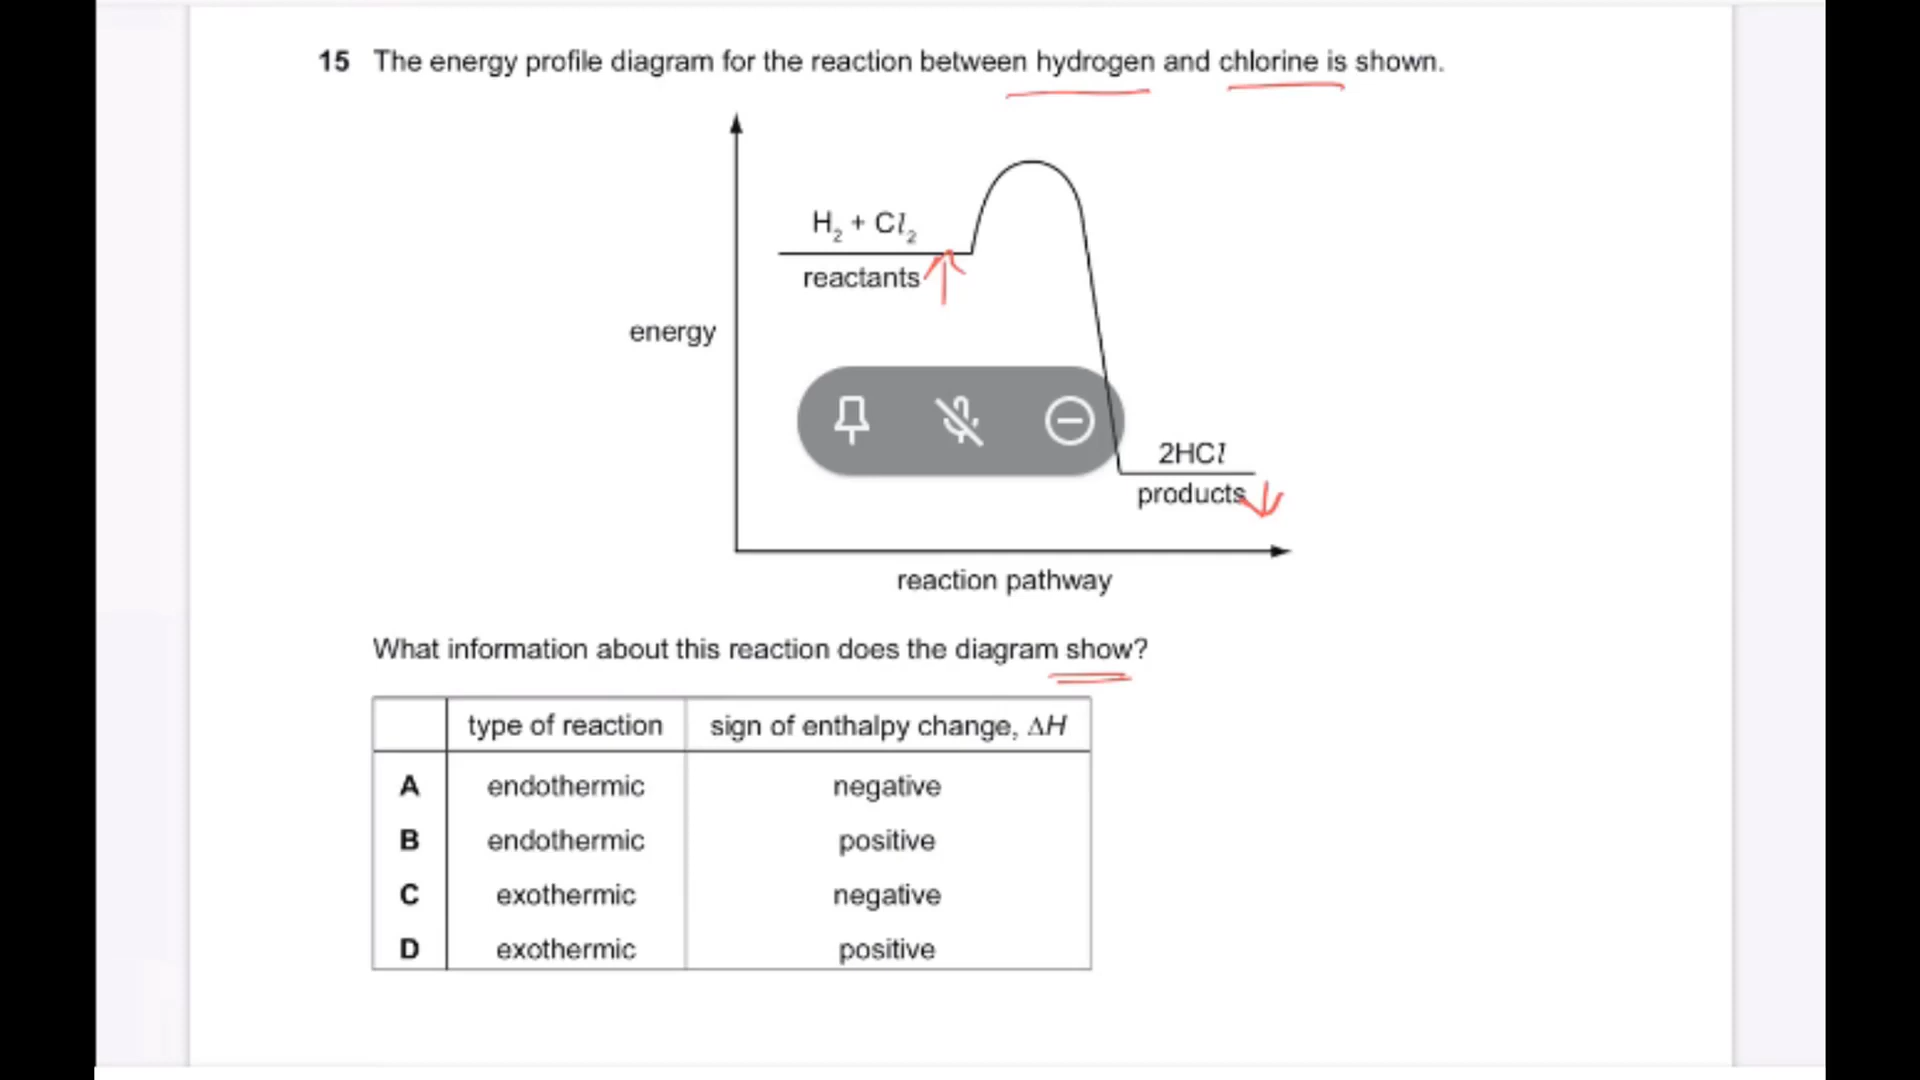 15 The energy profile diagram for the reaction between hydrogen and chlorine is shown.
H₂ + Cl₂
reactants
energy
2HCl
products
reaction pathway
What information about this reaction does the diagram show?
type of reaction sign of enthalpy change, ΔH
A endothermic negative
B endothermic positive
C exothermic negative
D exothermic positive